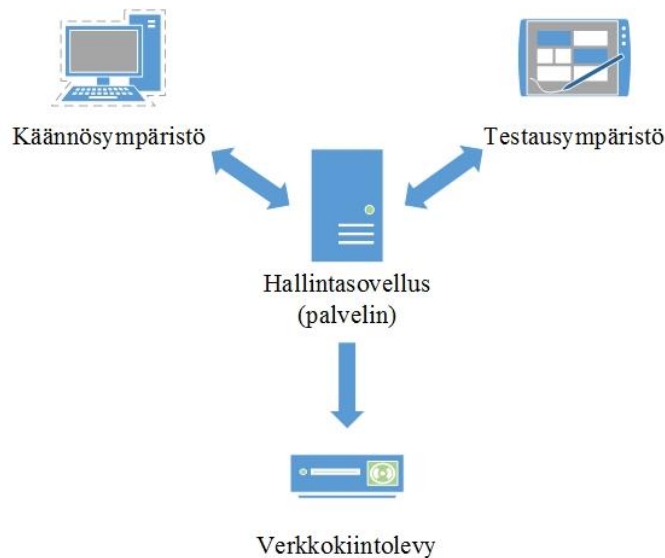 Käännösympäristö
Testausympäristö
Hallintasovellus
(palvelin)
Verkkokiintolevy